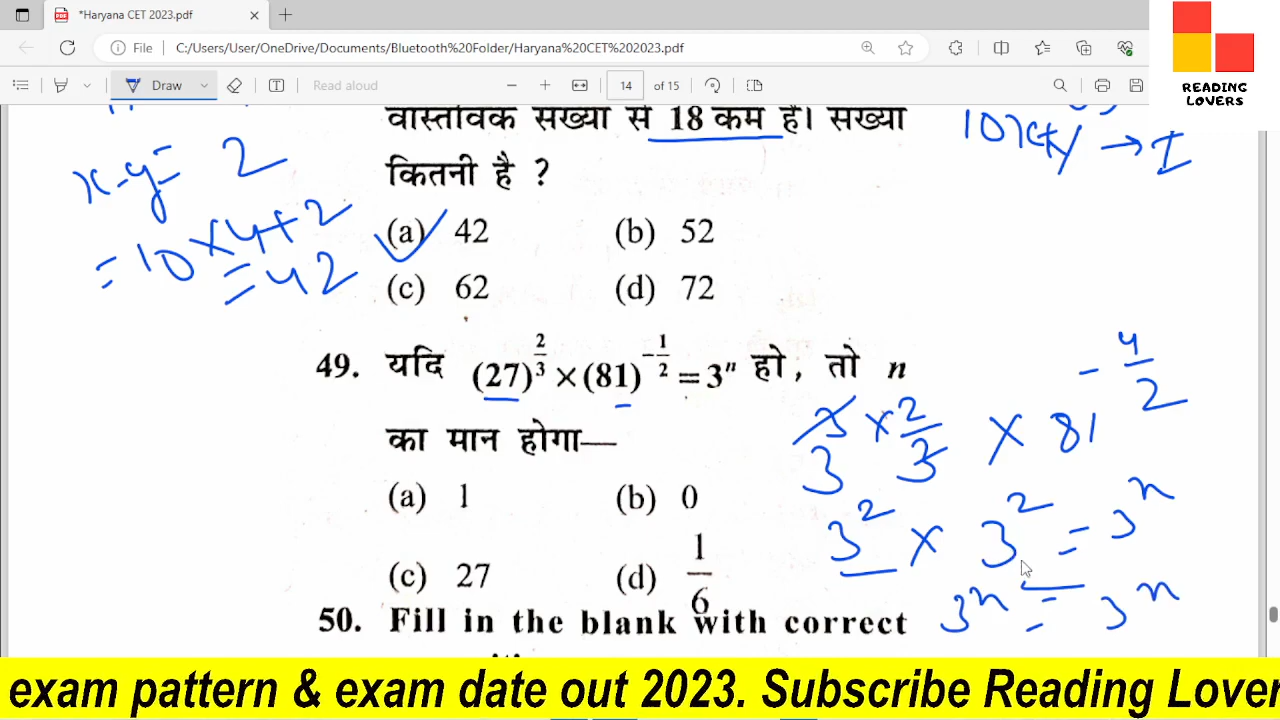 *Haryana CET 2023.pdf
File C:/Users/User/OneDrive/Documents/Bluetooth%20Folder/Haryana%20CET%202023.pdf
Draw Read aloud 14 of 15
READING
LOVERS
वास्तविक संख्या से 18 कम है। संख्या
10x+y → I
कितनी है ?
x-y= 2
= 10×4+2
= 42
(a) 42 (b) 52
(c) 62 (d) 72
49. यदि (27)^{2/3} × (81)^{-1/2} = 3^n हो, तो n
का मान होगा—
3^{3×2/3} × 81^{-4/2}
(a) 1 (b) 0
3^2 × 3^2 = 3^n
(c) 27 (d) 1/6
3^n = 3^n
50. Fill in the blank with correct
exam pattern & exam date out 2023. Subscribe Reading Lover